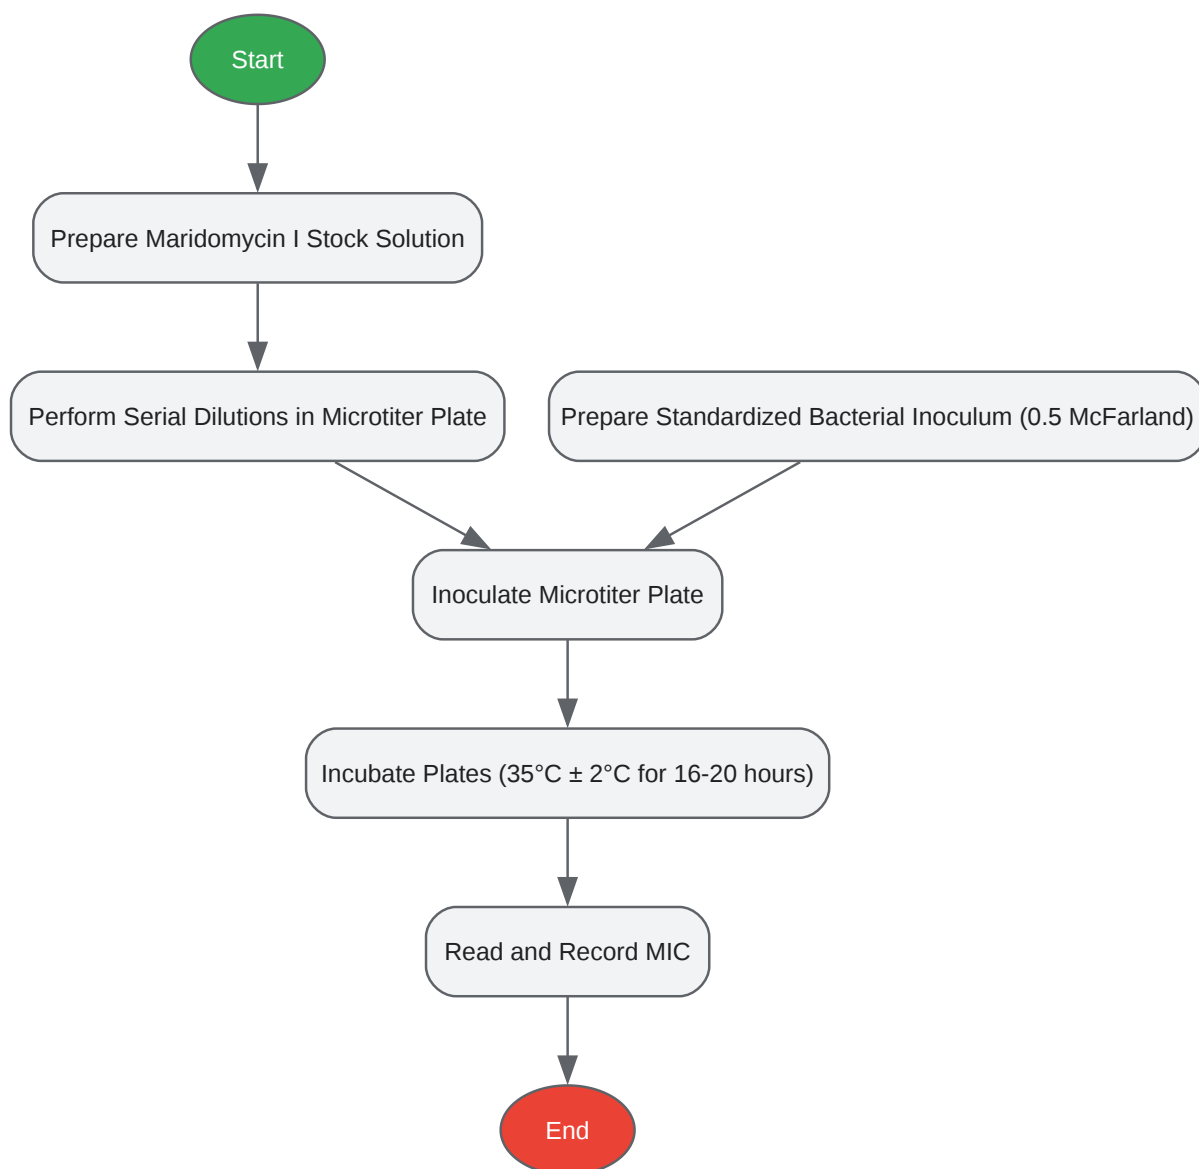 Start
Prepare Maridomycin I Stock Solution
Perform Serial Dilutions in Microtiter Plate
Prepare Standardized Bacterial Inoculum (0.5 McFarland)
Inoculate Microtiter Plate
Incubate Plates (35°C ± 2°C for 16-20 hours)
Read and Record MIC
End